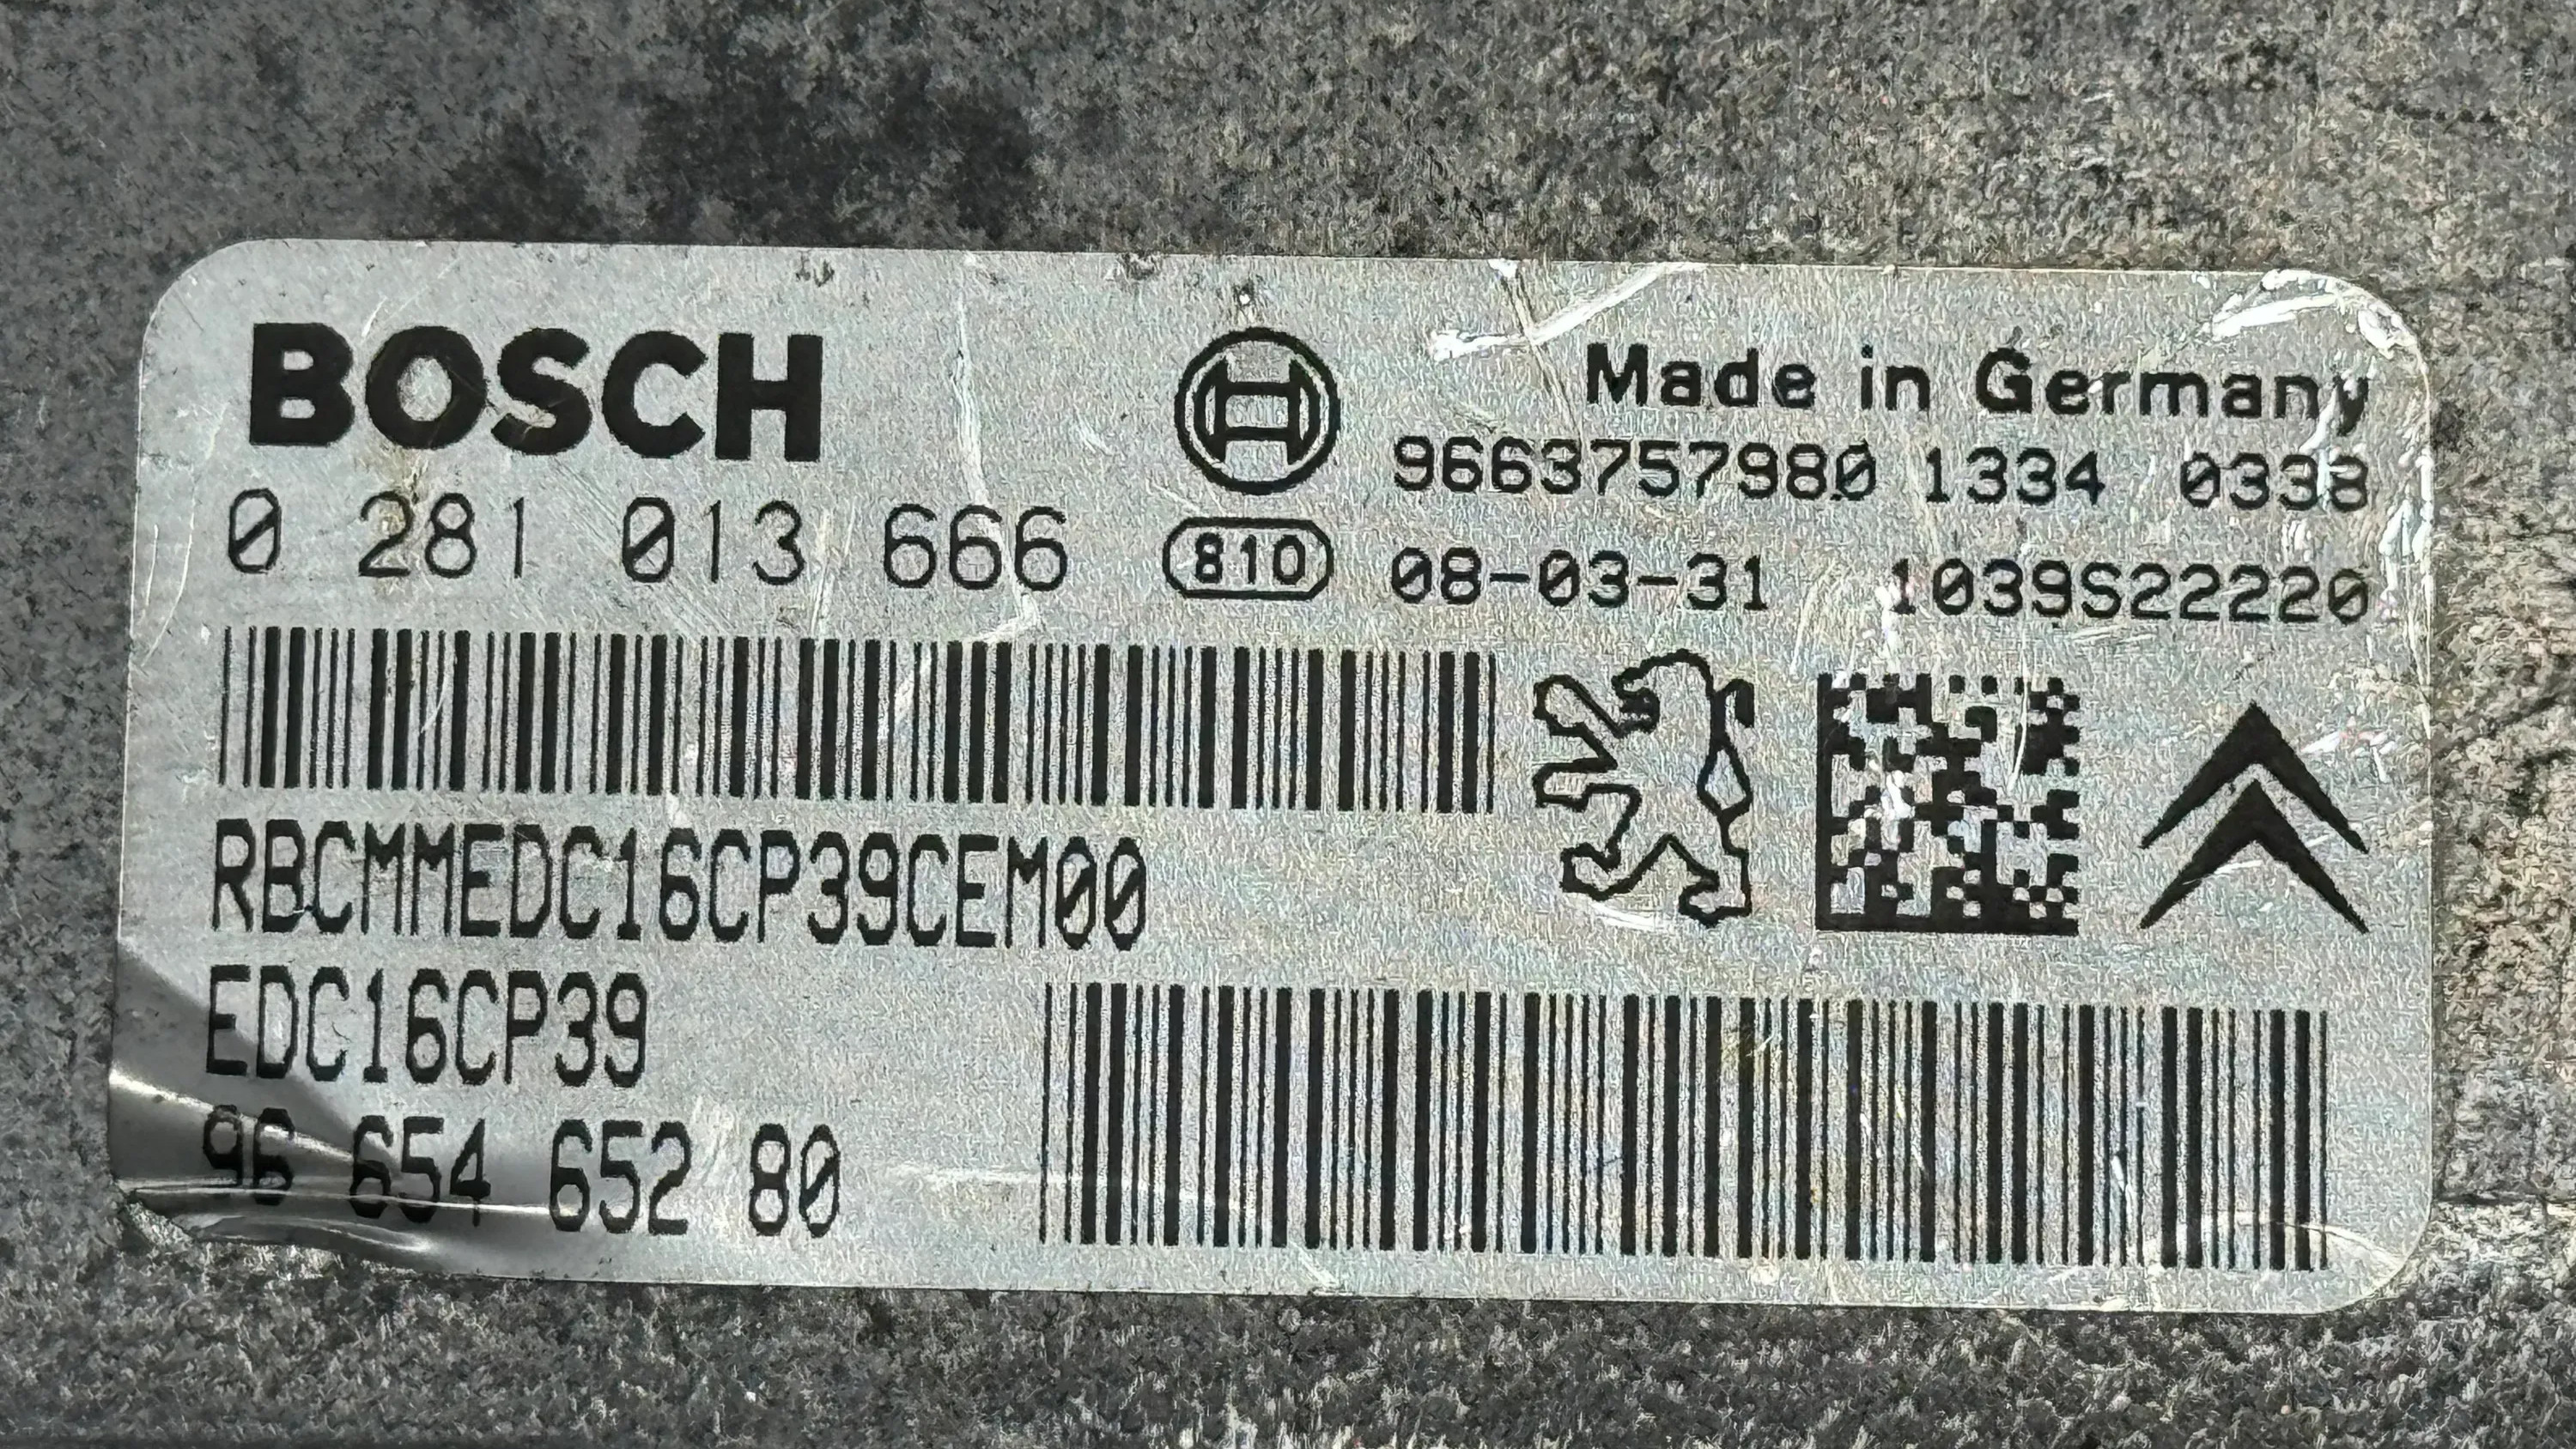 BOSCH
Made in Germany
9663757980 1334 0338
0 281 013 666
810
08-03-31 1039S22220
RBCMMEDC16CP39CEM00
EDC16CP39
96 654 652 80